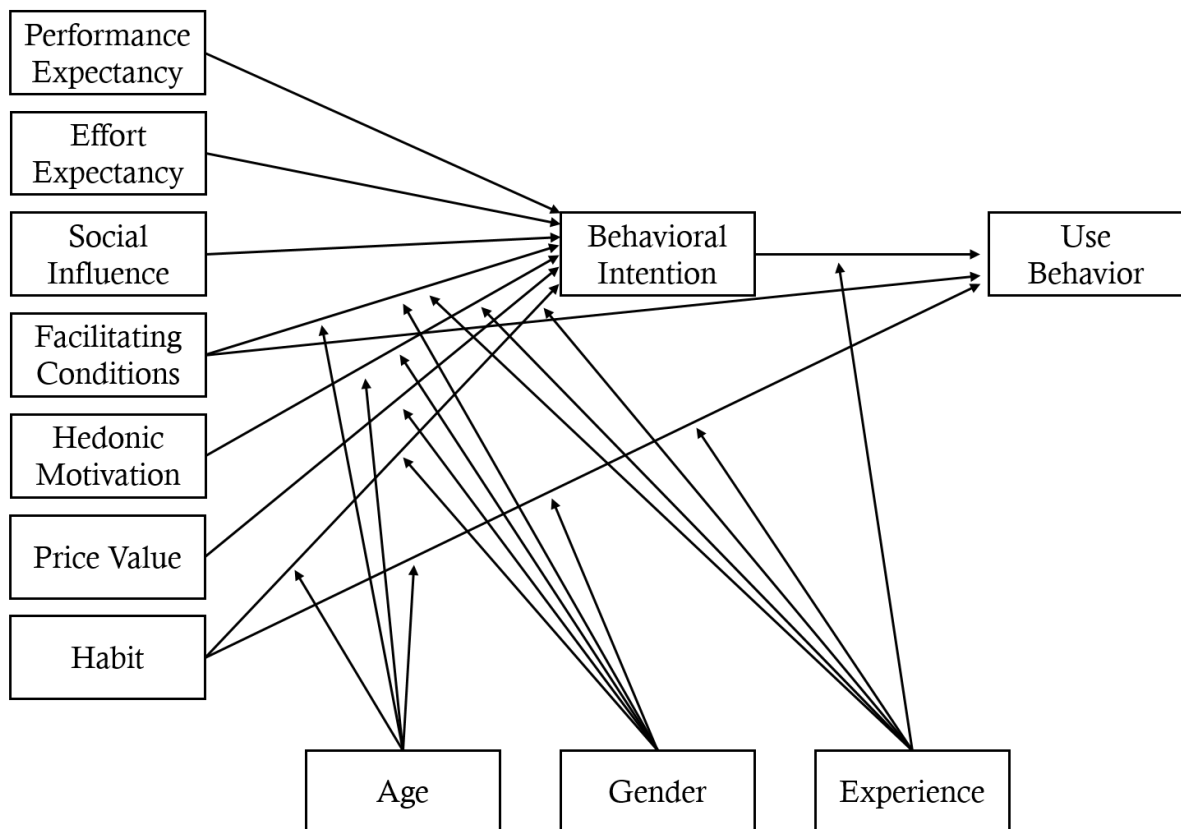 Performance
Expectancy
Effort
Expectancy
Social
Influence
Facilitating
Conditions
Hedonic
Motivation
Price Value
Habit
Behavioral
Intention
Use
Behavior
Age
Gender
Experience